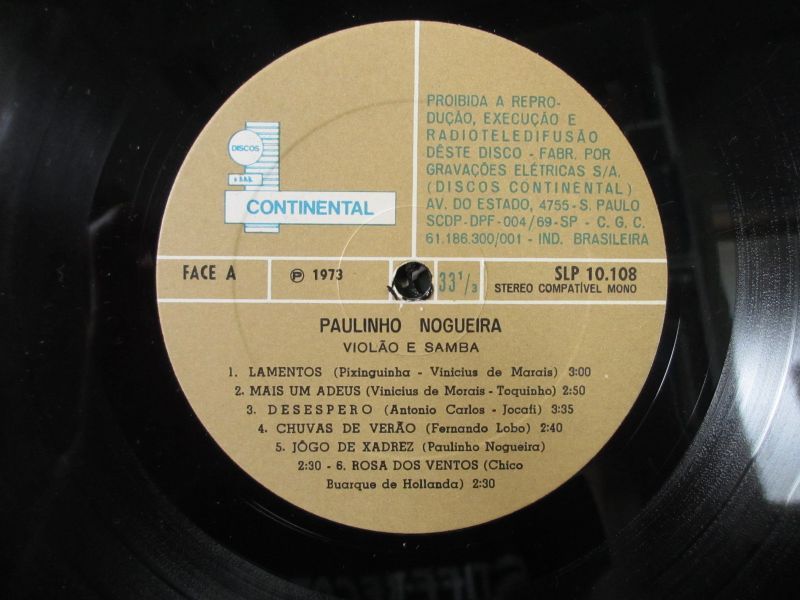 DISCOS
CONTINENTAL
PROIBIDA A REPRO-
DUÇÃO, EXECUÇÃO E
RADIOTELEDIFUSÃO
DÊSTE DISCO - FABR. POR
GRAVAÇÕES ELÉTRICAS S/A.
(DISCOS CONTINENTAL)
AV. DO ESTADO, 4755 - S. PAULO
SCDP-DPF-004/69-SP - C. G. C.
61.186.300/001 - IND. BRASILEIRA
FACE A
℗ 1973
33 1/3
SLP 10.108
STEREO COMPATÍVEL MONO
PAULINHO NOGUEIRA
VIOLÃO E SAMBA
1. LAMENTOS (Pixinguinha - Vinicius de Marais) 3:00
2. MAIS UM ADEUS (Vinicius de Morais - Toquinho) 2:50
3. DESESPERO (Antonio Carlos - Jocafi) 3:35
4. CHUVAS DE VERÃO (Fernando Lobo) 2:40
5. JÔGO DE XADREZ (Paulinho Nogueira)
2:30 - 6. ROSA DOS VENTOS (Chico
Buarque de Hollanda) 2:30